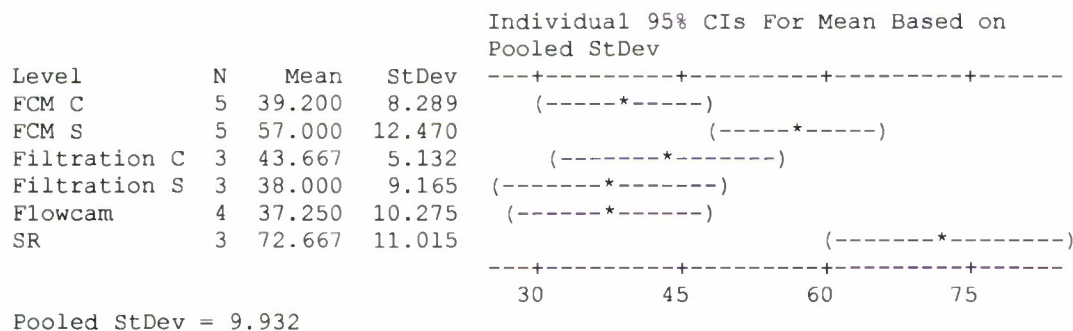 Individual 95% CIs For Mean Based on
Pooled StDev
Level N Mean StDev ---+---------+---------+---------+------
FCM C 5 39.200 8.289 (-----*-----)
FCM S 5 57.000 12.470 (-----*-----)
Filtration C 3 43.667 5.132 (-------*-------)
Filtration S 3 38.000 9.165 (-------*-------)
Flowcam 4 37.250 10.275 (------*------)
SR 3 72.667 11.015 (-------*--------)
---+---------+---------+---------+------
30 45 60 75
Pooled StDev = 9.932